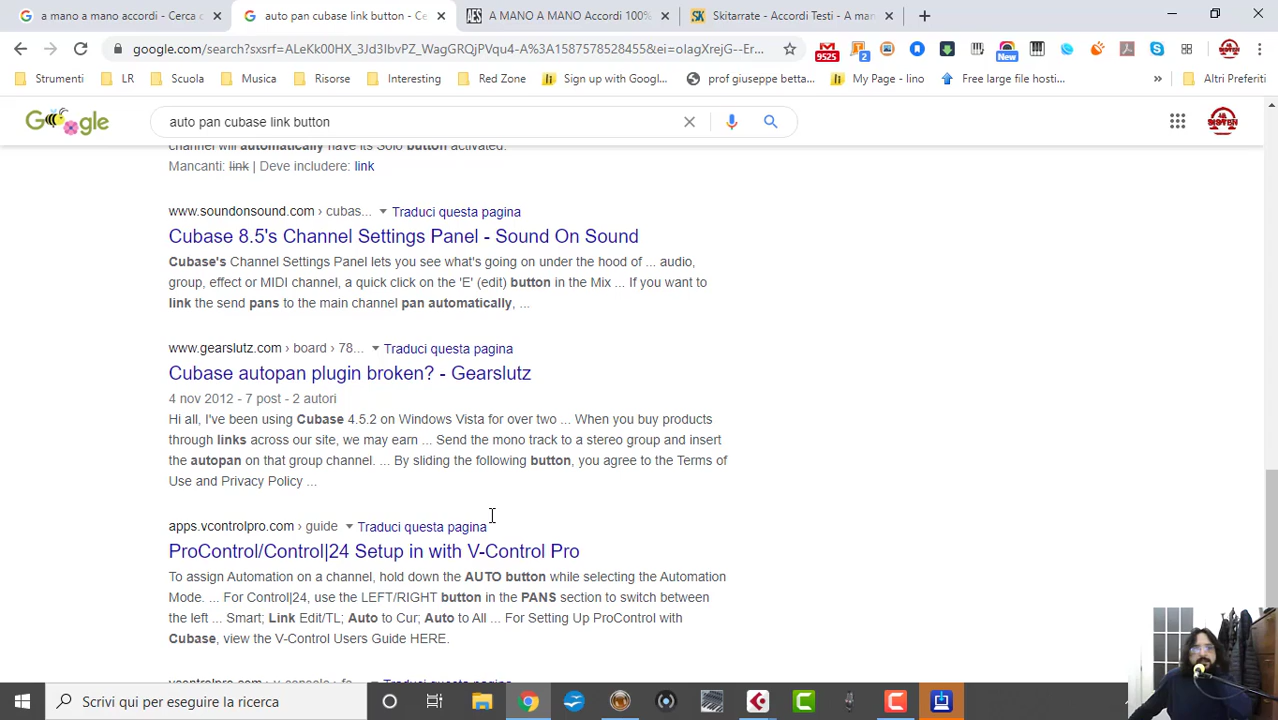 a mano a mano accordi - Cerca c
auto pan cubase link button - Ce
A MANO A MANO Accordi 100%
Skitarrate - Accordi Testi - A man
google.com/search?sxsrf=ALeKk00HX_3Jd3IbvPZ_WagGRQjPVqu4-A%3A1587578528455&ei=oIagXrejG--Er...
9525
2
New
Strumenti
LR
Scuola
Musica
Risorse
Interesting
Red Zone
Sign up with Googl...
prof giuseppe betta...
My Page - lino
Free large file hosti...
»
Altri Preferiti
auto pan cubase link button
channel will automatically have its Solo button activated.
Mancanti: link | Deve includere: link
www.soundonsound.com › cubas... Traduci questa pagina
Cubase 8.5's Channel Settings Panel - Sound On Sound
Cubase's Channel Settings Panel lets you see what's going on under the hood of ... audio,
group, effect or MIDI channel, a quick click on the 'E' (edit) button in the Mix ... If you want to
link the send pans to the main channel pan automatically, ...
www.gearslutz.com › board › 78... Traduci questa pagina
Cubase autopan plugin broken? - Gearslutz
4 nov 2012 - 7 post - 2 autori
Hi all, I've been using Cubase 4.5.2 on Windows Vista for over two ... When you buy products
through links across our site, we may earn ... Send the mono track to a stereo group and insert
the autopan on that group channel. ... By sliding the following button, you agree to the Terms of
Use and Privacy Policy ...
apps.vcontrolpro.com › guide Traduci questa pagina
ProControl/Control|24 Setup in with V-Control Pro
To assign Automation on a channel, hold down the AUTO button while selecting the Automation
Mode. ... For Control|24, use the LEFT/RIGHT button in the PANS section to switch between
the left ... Smart; Link Edit/TL; Auto to Cur; Auto to All ... For Setting Up ProControl with
Cubase, view the V-Control Users Guide HERE.
Scrivi qui per eseguire la ricerca